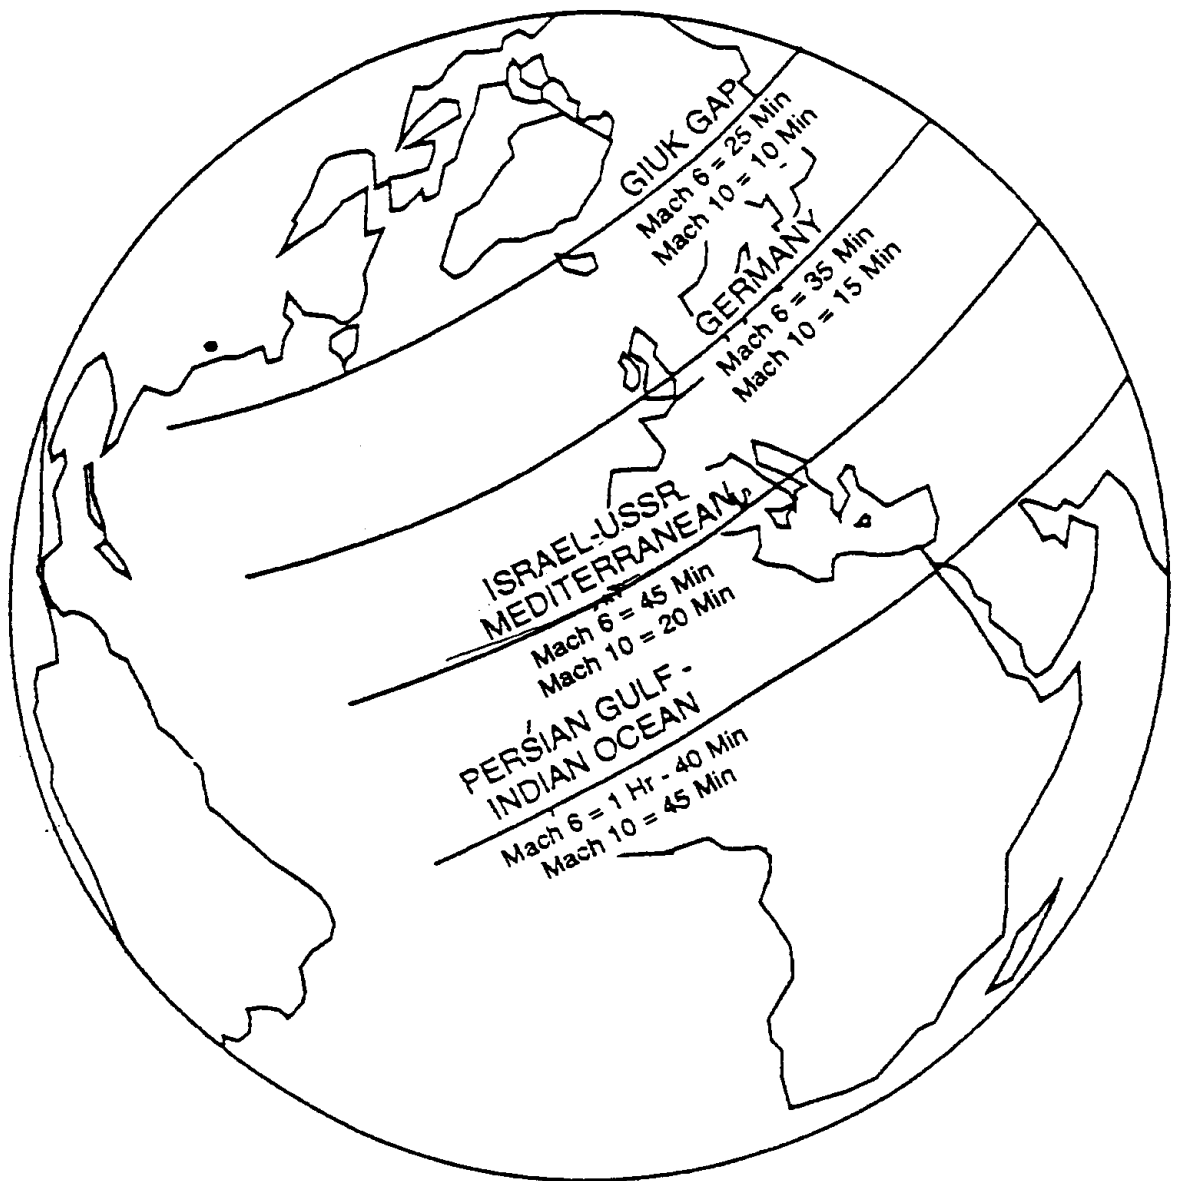 GIUK GAP
Mach 6 = 25 Min
Mach 10 = 10 Min
GERMANY
Mach 6 = 35 Min
Mach 10 = 15 Min
ISRAEL-USSR
MEDITERRANEAN
Mach 6 = 45 Min
Mach 10 = 20 Min
PERSIAN GULF -
INDIAN OCEAN
Mach 6 = 1 Hr - 40 Min
Mach 10 = 45 Min